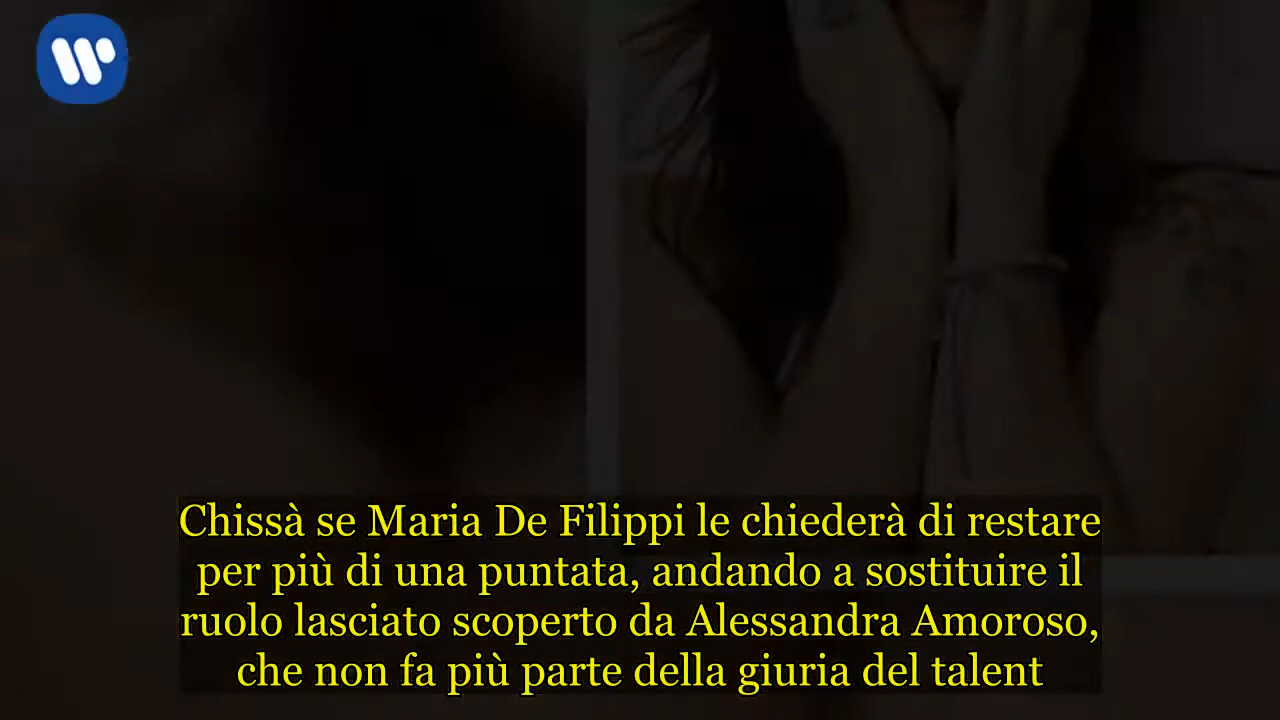 Chissà se Maria De Filippi le chiederà di restare
per più di una puntata, andando a sostituire il
ruolo lasciato scoperto da Alessandra Amoroso,
che non fa più parte della giuria del talent